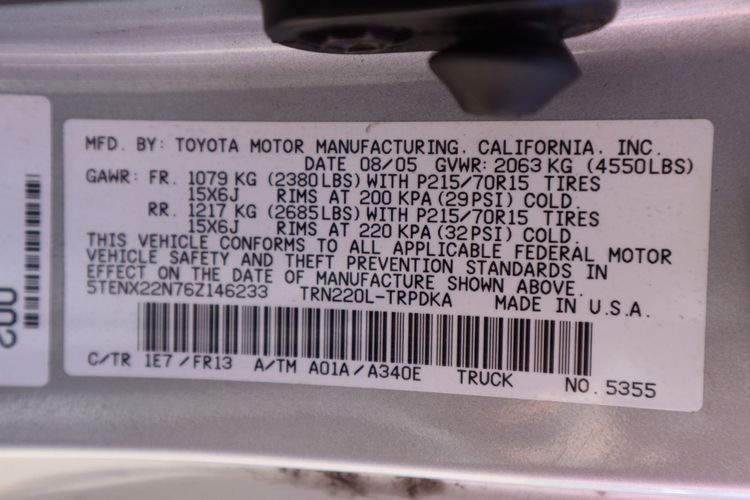 MFD. BY: TOYOTA MOTOR MANUFACTURING, CALIFORNIA, INC.
DATE 08/05 GVWR: 2063 KG (4550LBS)
GAWR: FR. 1079 KG (2380LBS) WITH P215/70R15 TIRES
15X6J RIMS AT 200 KPA (29PSI) COLD.
RR. 1217 KG (2685LBS) WITH P215/70R15 TIRES
15X6J RIMS AT 220 KPA (32PSI) COLD.
THIS VEHICLE CONFORMS TO ALL APPLICABLE FEDERAL MOTOR
VEHICLE SAFETY AND THEFT PREVENTION STANDARDS IN
EFFECT ON THE DATE OF MANUFACTURE SHOWN ABOVE.
5TENX22N76Z146233 TRN220L-TRPDKA MADE IN U.S.A.
C/TR 1E7/FR13 A/TM A01A/A340E TRUCK NO. 5355
002